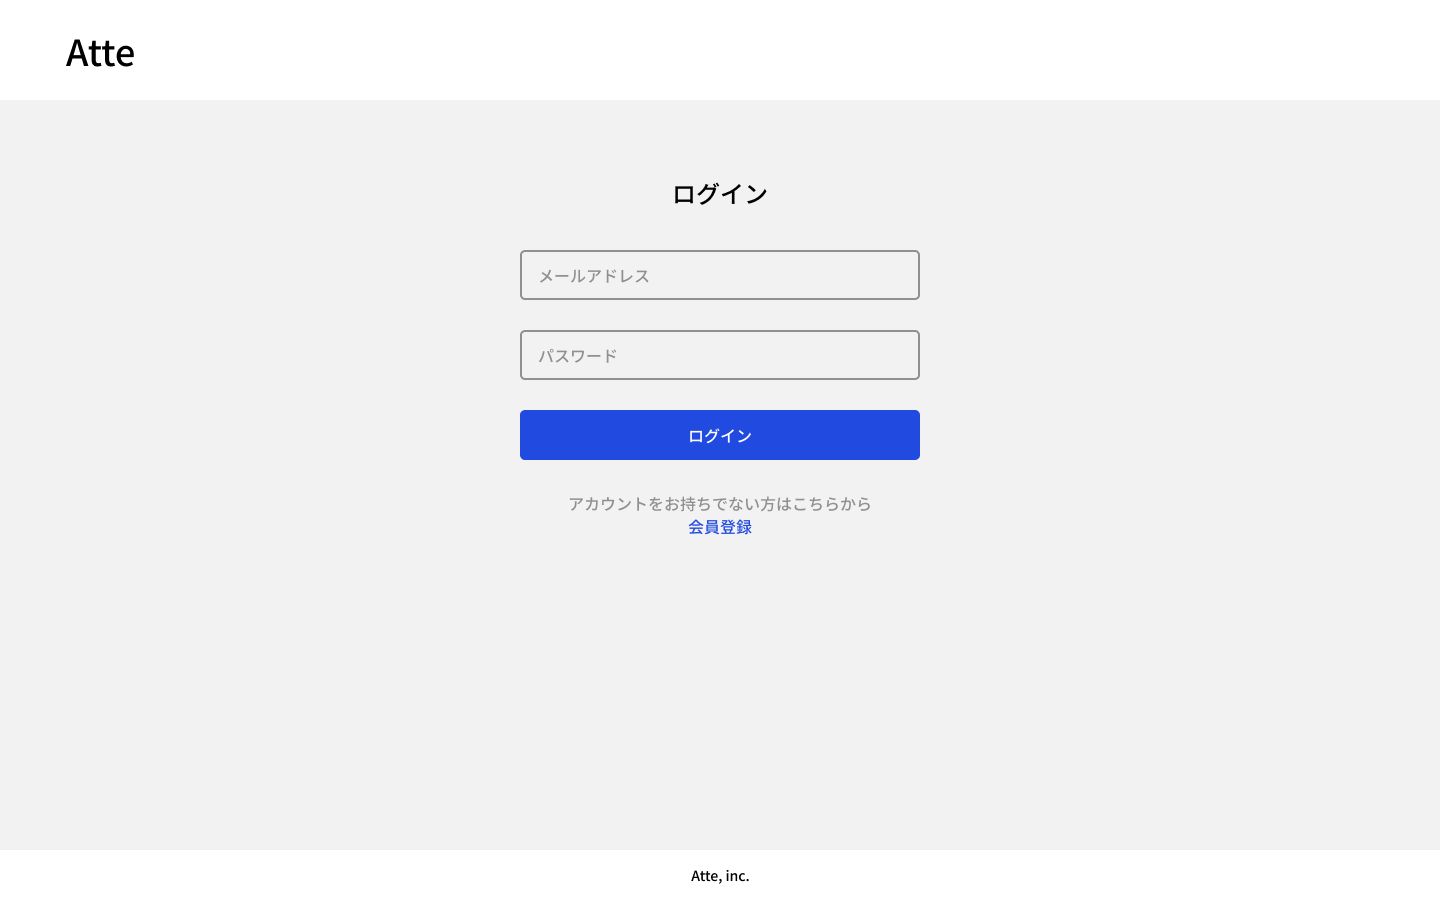 Atte
ログイン
メールアドレス
パスワード
ログイン
アカウントをお持ちでない方はこちらから
会員登録
Atte, inc.